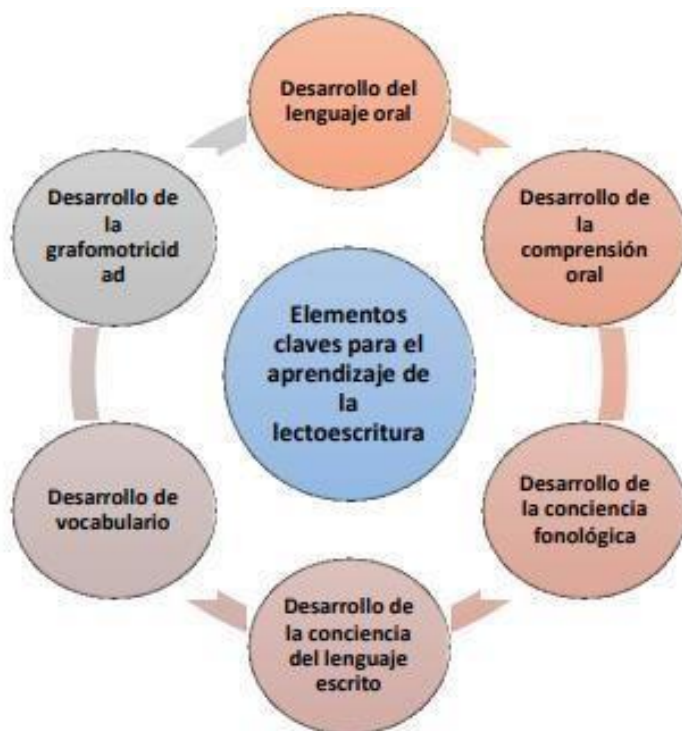 Desarrollo del
lenguaje oral
Desarrollo de
la
comprensión
oral
Desarrollo de
la conciencia
fonológica
Desarrollo de
la conciencia
del lenguaje
escrito
Desarrollo de
vocabulario
Desarrollo de
la
grafomotricid
ad
Elementos
claves para el
aprendizaje de
la
lectoescritura